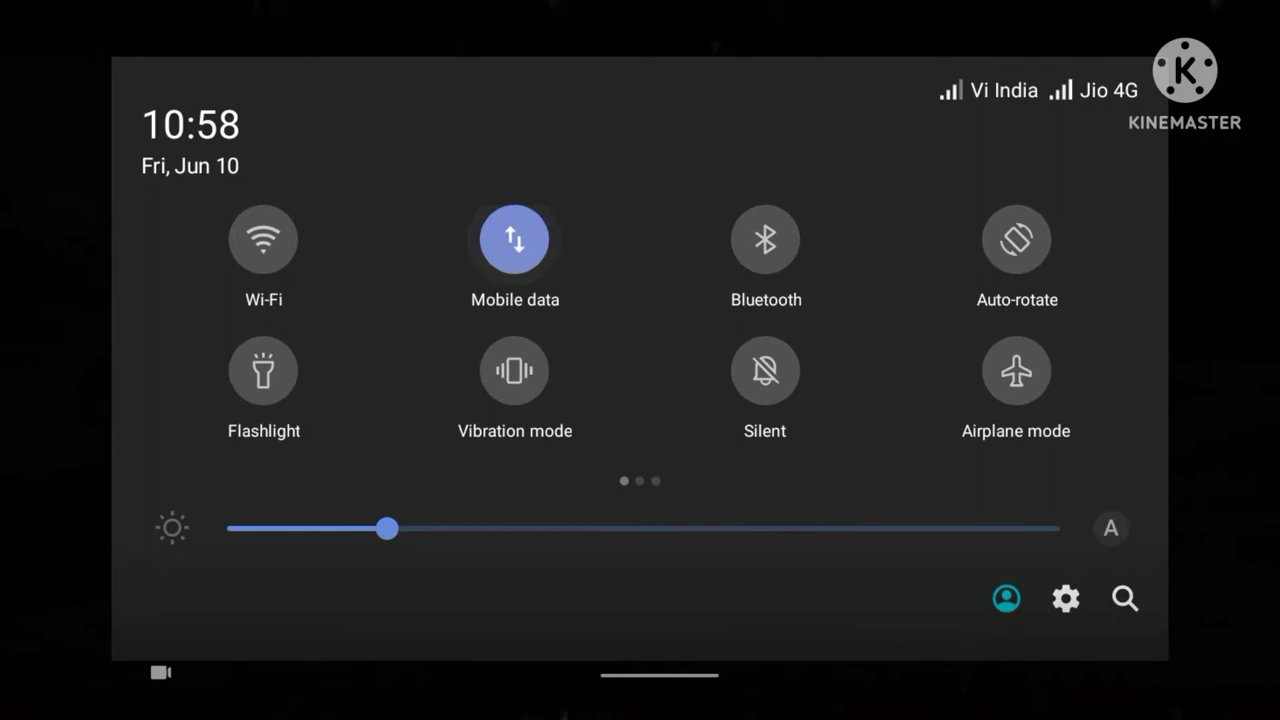 Vi India Jio 4G
KINEMASTER
10:58
Fri, Jun 10
Wi-Fi Mobile data Bluetooth Auto-rotate
Flashlight Vibration mode Silent Airplane mode
A